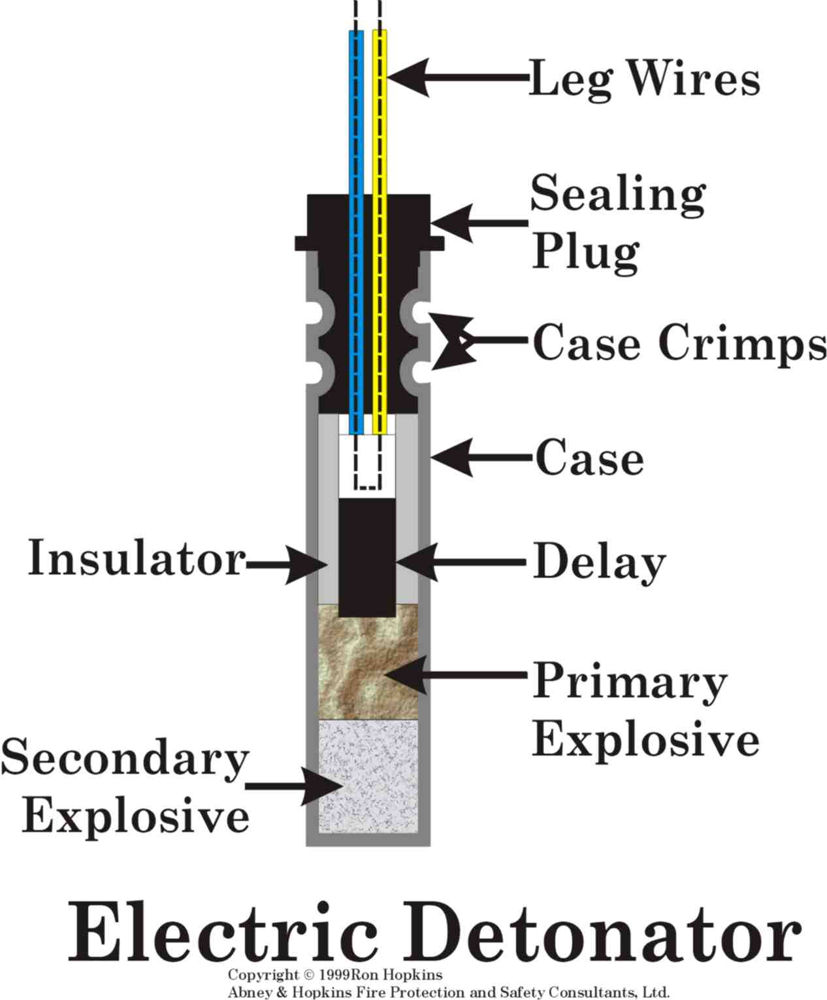 Leg Wires
Sealing
Plug
Case Crimps
Case
Insulator
Delay
Primary
Explosive
Secondary
Explosive
Electric Detonator
Copyright © 1999Ron Hopkins
Abney & Hopkins Fire Protection and Safety Consultants, Ltd.